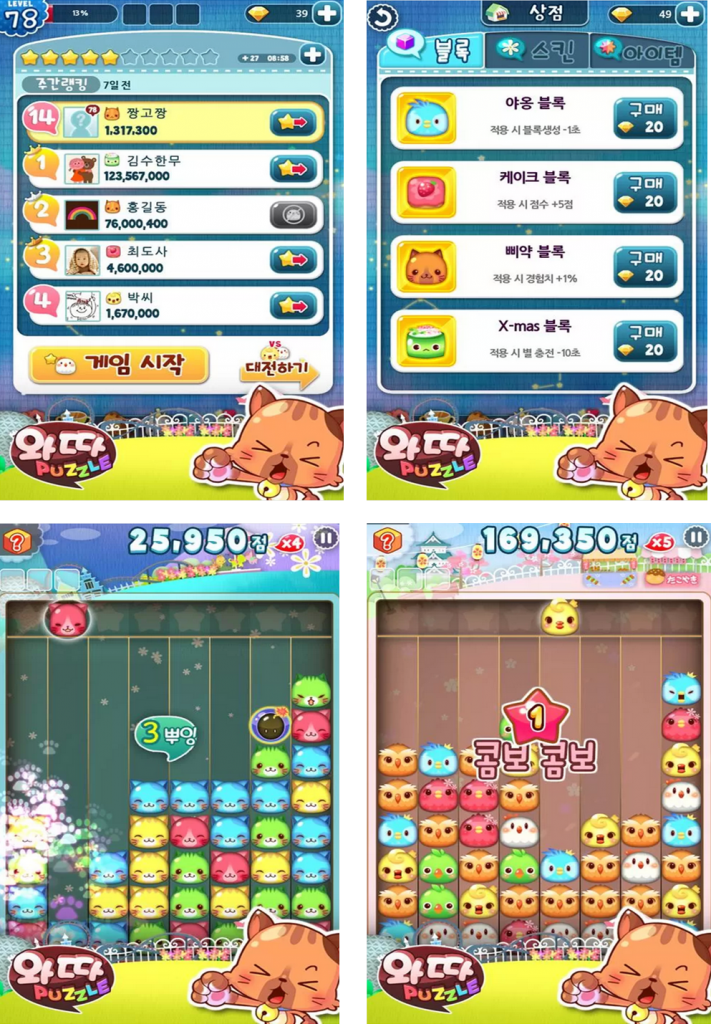 LEVEL
78
13%
39
+27 08:58
주간랭킹 7일 전
14
78
짱고짱
1,317,300
1
김수한무
123,567,000
2
홍길동
76,000,400
3
최도사
4,600,000
4
박씨
1,670,000
게임 시작
VS
대전하기
와따
PUZZLE
상점
49
블록
스킨
아이템
야옹 블록
적용 시 블록생성 -1초
구매
20
케이크 블록
적용 시 점수 +5점
구매
20
삐약 블록
적용 시 경험치 +1%
구매
20
X-mas 블록
적용 시 별 충전 -10초
구매
20
와따
PUZZLE
?
25,950점 x4
3 뿌잉
와따
PUZZLE
?
169,350점 x5
たこやき
1
콤보 콤보
와따
PUZZLE